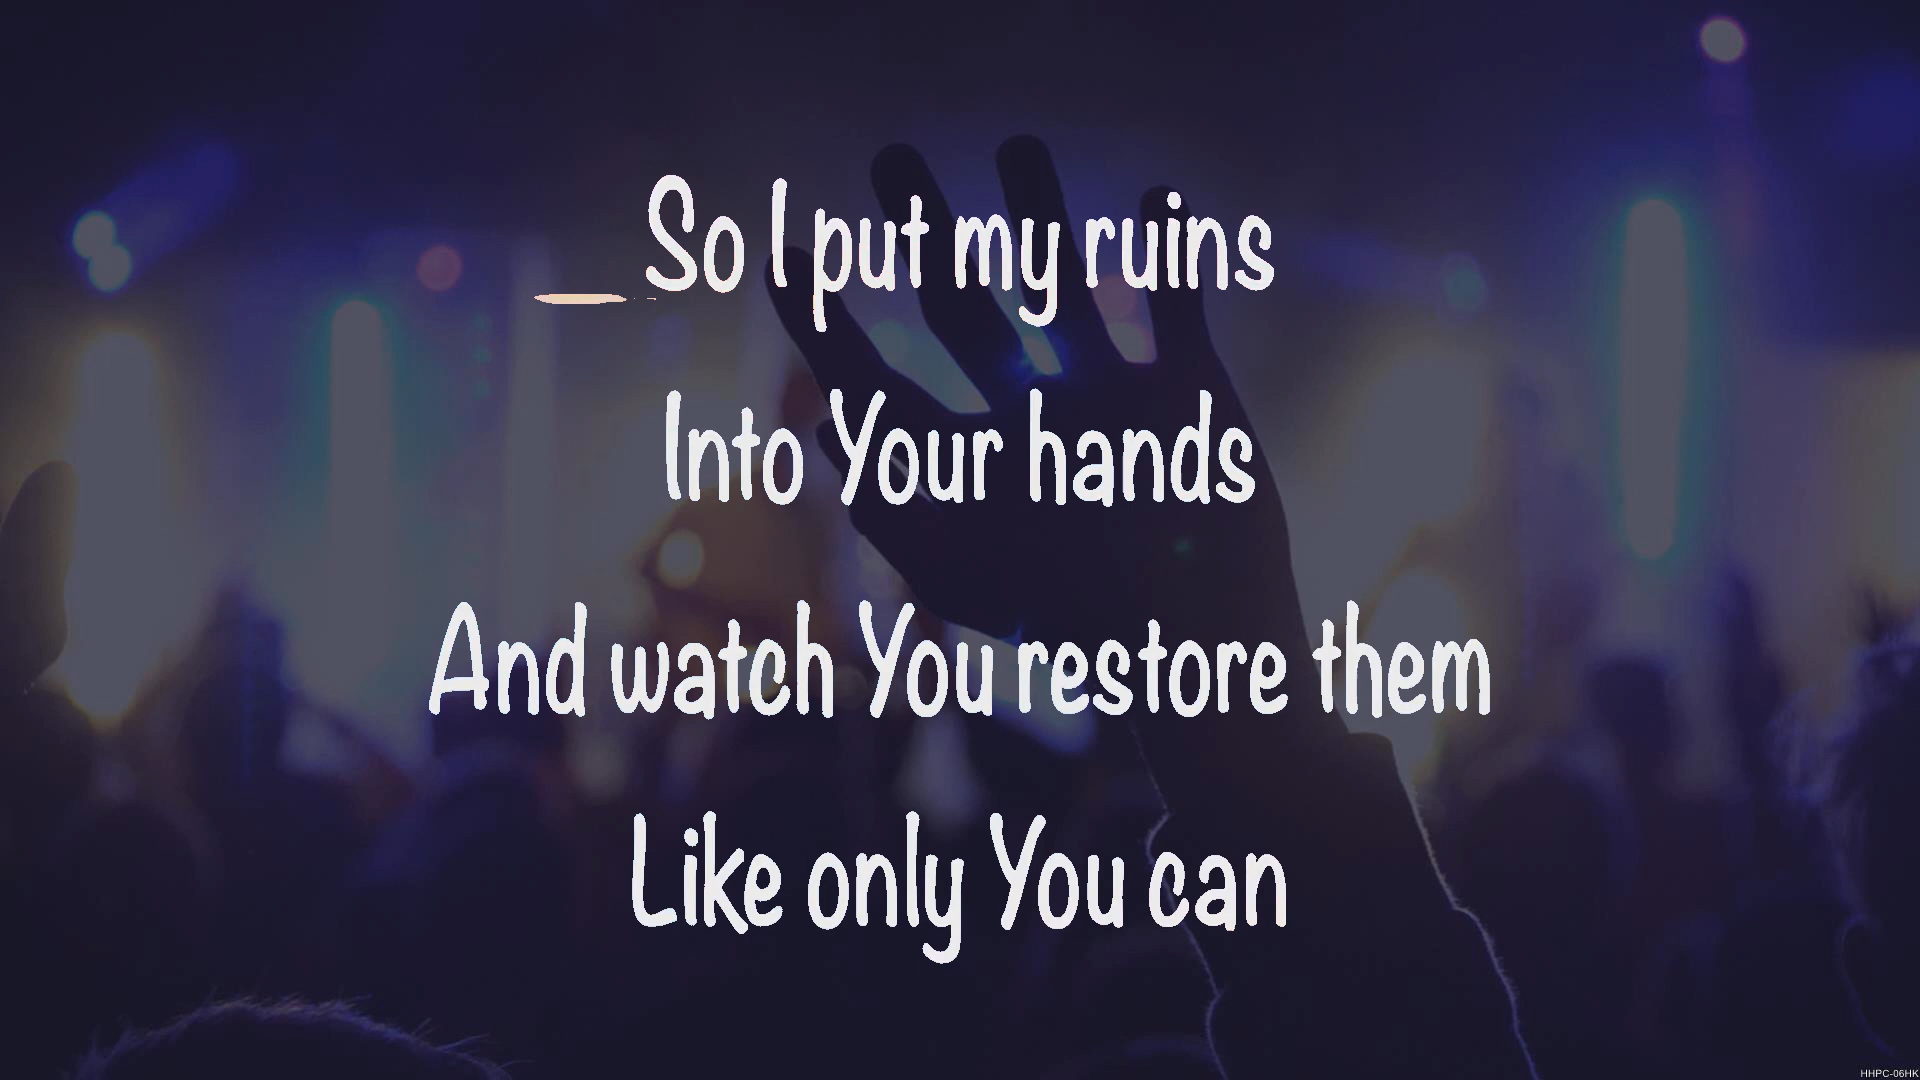 So I put my ruins
Into Your hands
And watch You restore them
Like only You can
HHPC-06HK